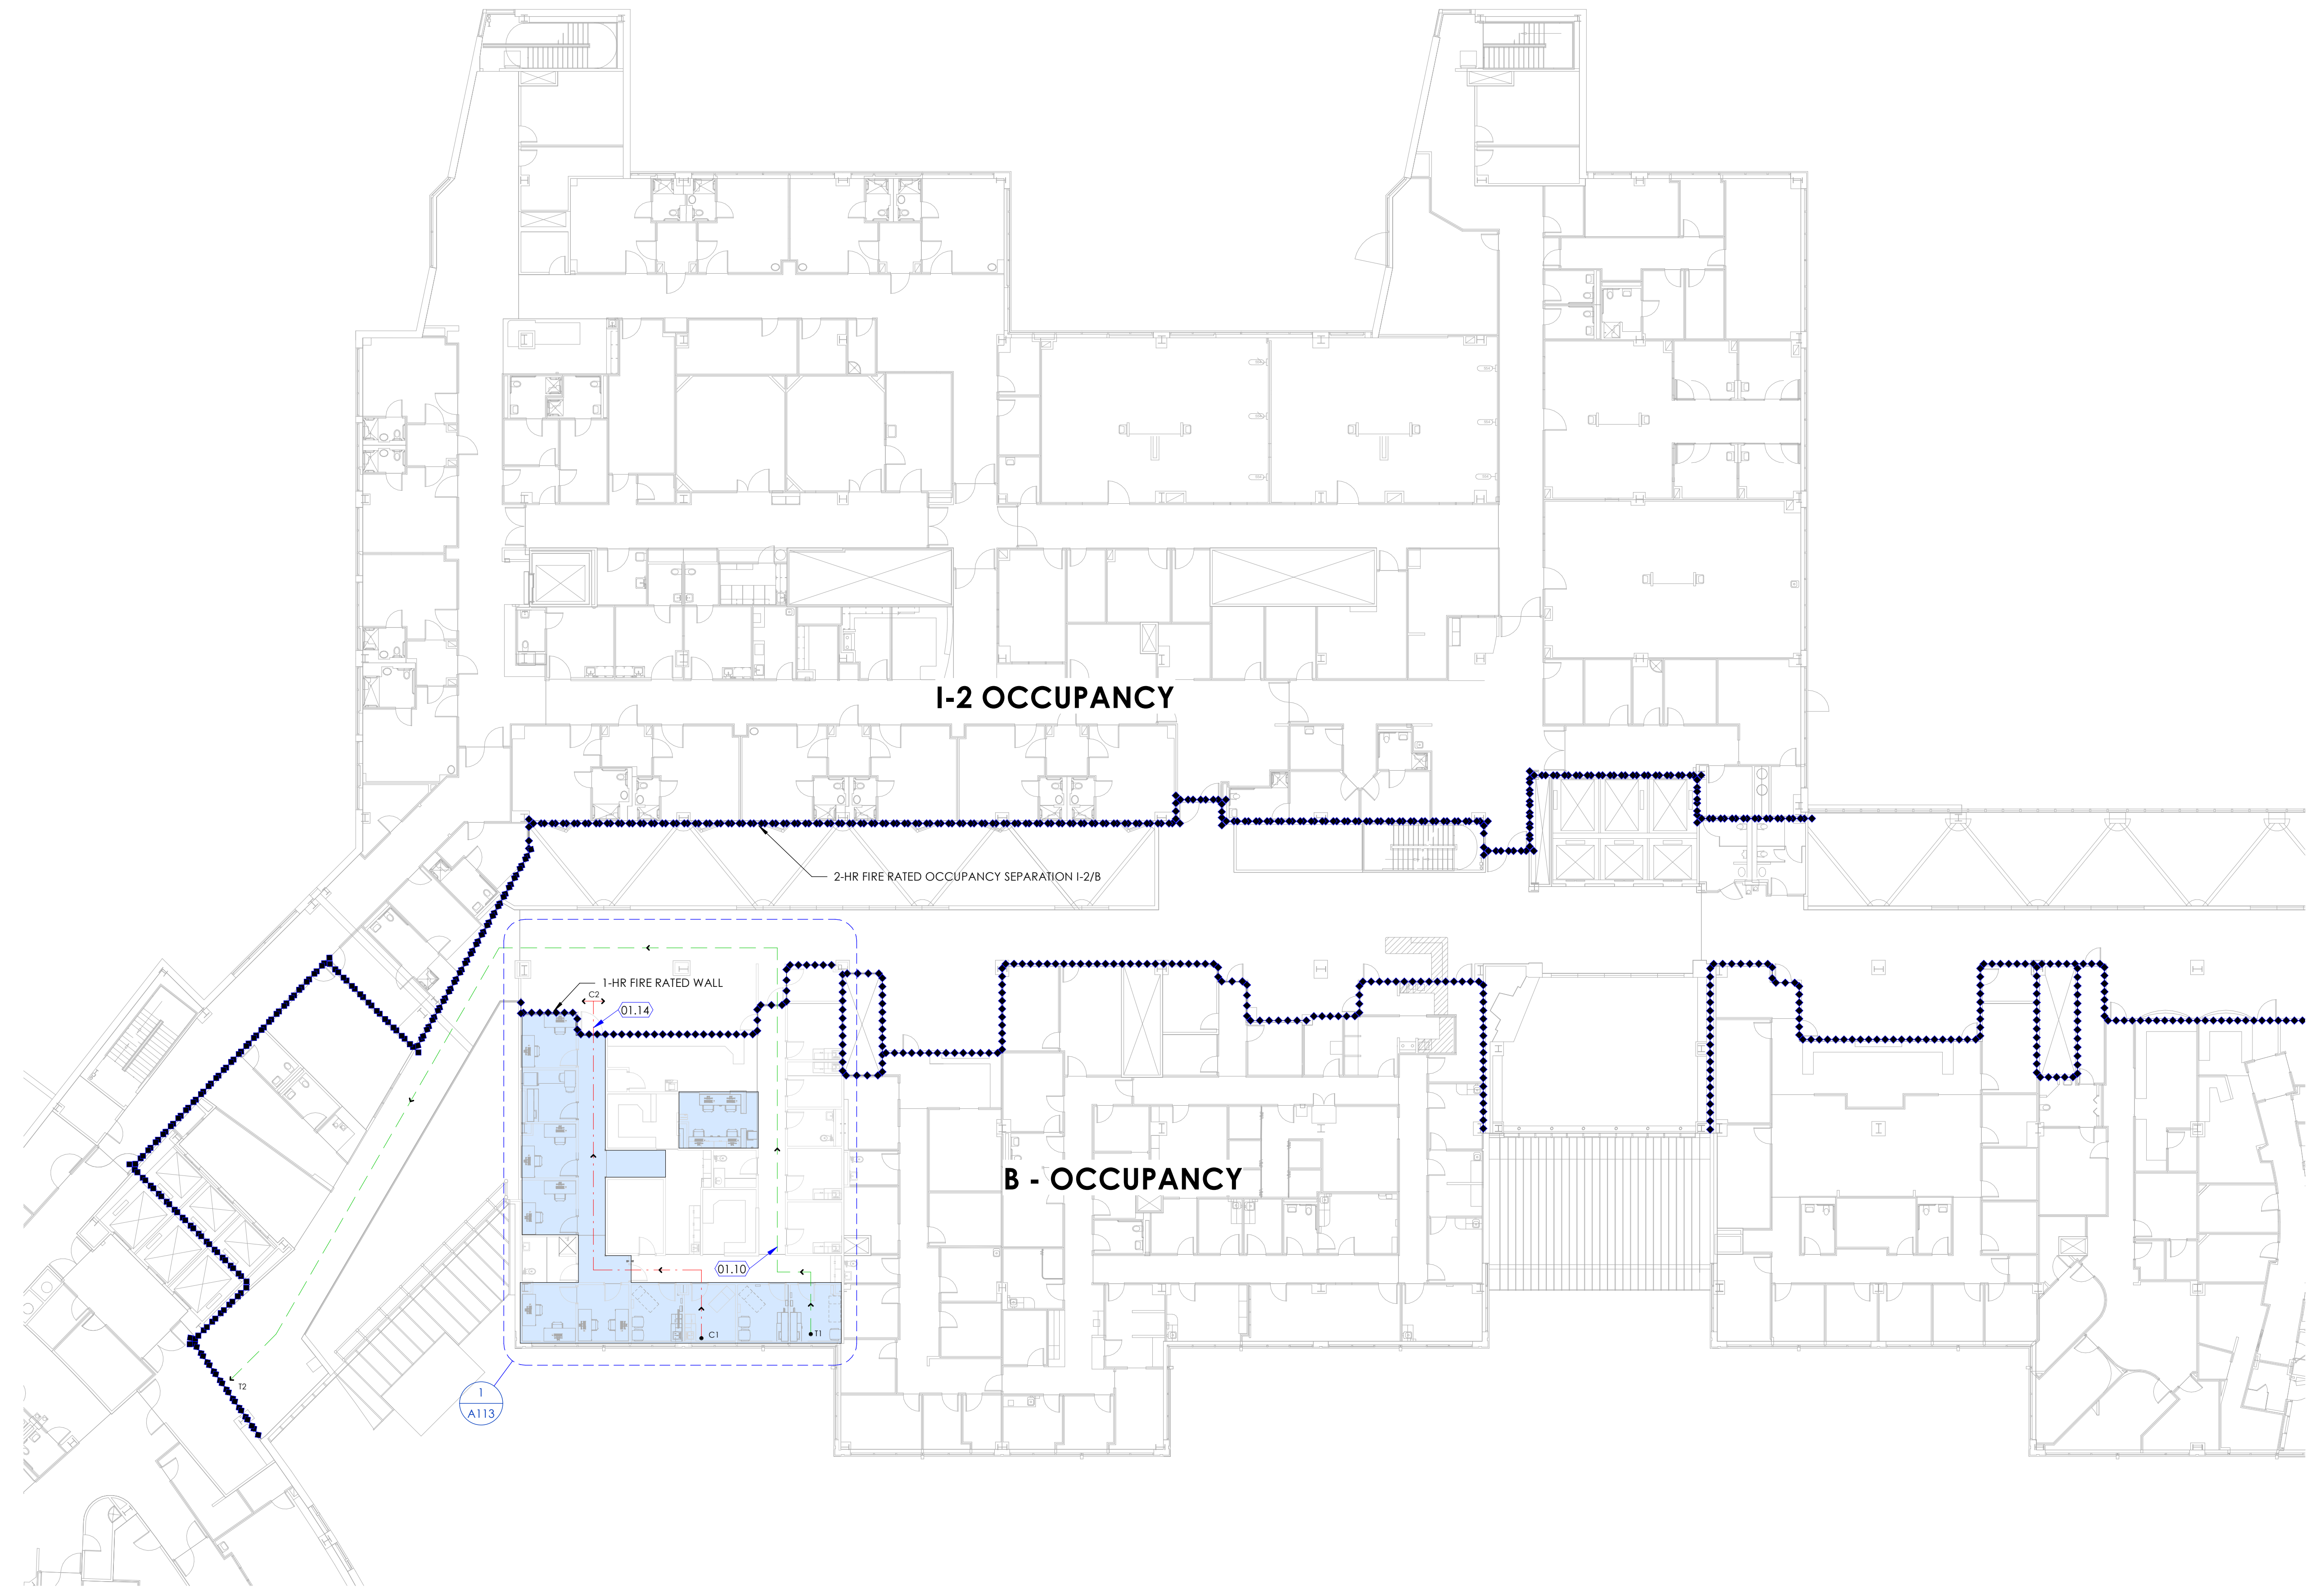 I-2 OCCUPANCY
2-HR FIRE RATED OCCUPANCY SEPARATION I-2/B
1-HR FIRE RATED WALL
C2
01.14
B - OCCUPANCY
01.10
C1
T1
T2
1
A113